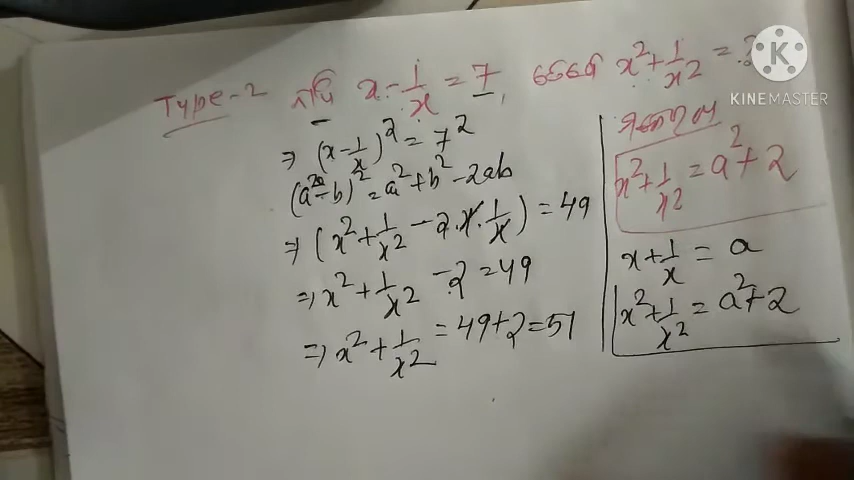 Type-2 ଯଦି x - 1/x = 7, ତେବେ x² + 1/x² = ?
KINEMASTER
⇒ (x - 1/x)² = 7²
(a - b)² = a² + b² - 2ab
⇒ (x² + 1/x² - 2.x.1/x) = 49
⇒ x² + 1/x² - 2 = 49
⇒ x² + 1/x² = 49 + 2 = 51
x² + 1/x² = a² + 2
x + 1/x = a
x² + 1/x² = a² + 2